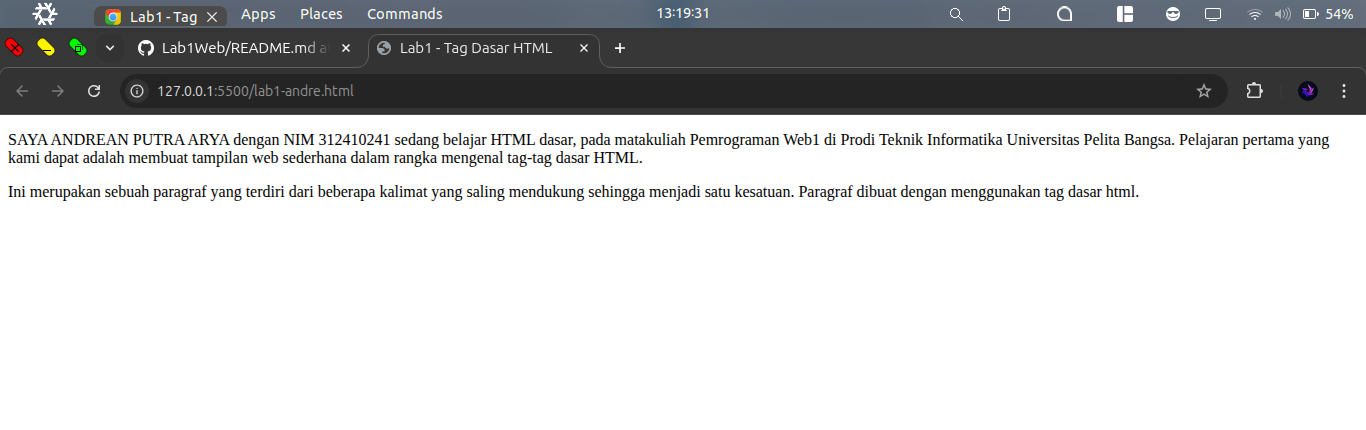 Lab1 - Tag
Apps
Places
Commands
13:19:31
54%
Lab1Web/README.md a
Lab1 - Tag Dasar HTML
127.0.0.1:5500/lab1-andre.html
SAYA ANDREAN PUTRA ARYA dengan NIM 312410241 sedang belajar HTML dasar, pada matakuliah Pemrograman Web1 di Prodi Teknik Informatika Universitas Pelita Bangsa. Pelajaran pertama yang
kami dapat adalah membuat tampilan web sederhana dalam rangka mengenal tag-tag dasar HTML.
Ini merupakan sebuah paragraf yang terdiri dari beberapa kalimat yang saling mendukung sehingga menjadi satu kesatuan. Paragraf dibuat dengan menggunakan tag dasar html.